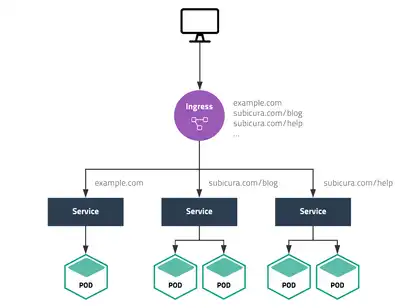 Ingress
example.com
subicura.com/blog
subicura.com/help
...
example.com
subicura.com/blog
subicura.com/help
Service
Service
Service
POD
POD
POD
POD
POD